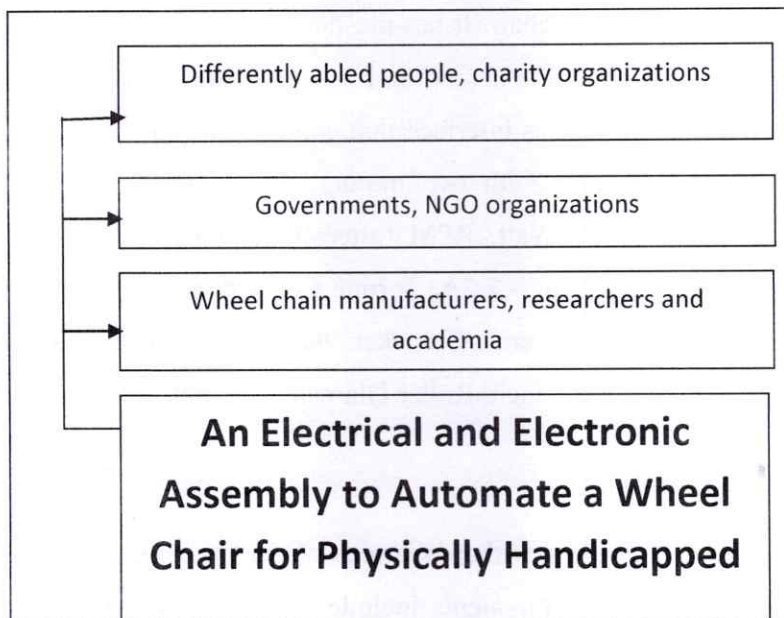 Differently abled people, charity organizations
Governments, NGO organizations
Wheel chain manufacturers, researchers and
academia
An Electrical and Electronic
Assembly to Automate a Wheel
Chair for Physically Handicapped